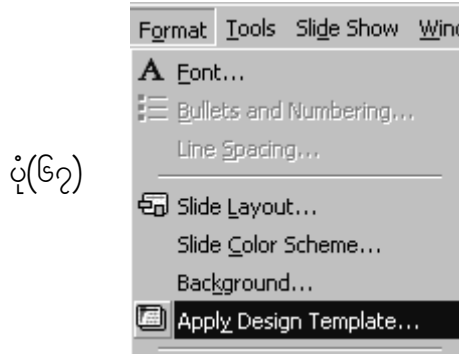 Format Tools Slide Show
Font...
Bullets and Numbering...
Line Spacing...
ပုံ(၆၇)
Slide Layout...
Slide Color Scheme...
Background...
Apply Design Template...